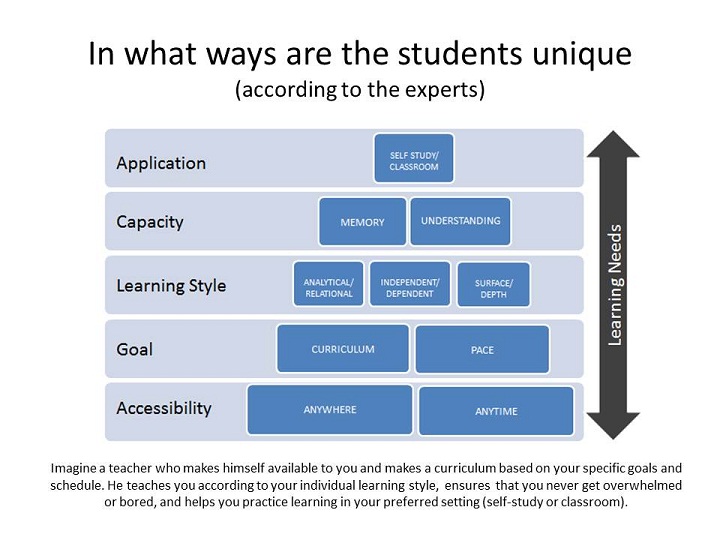 In what ways are the students unique
(according to the experts)
Application
SELF STUDY/
CLASSROOM
Capacity
MEMORY
UNDERSTANDING
Learning Style
ANALYTICAL/
RELATIONAL
INDEPENDENT/
DEPENDENT
SURFACE/
DEPTH
Goal
CURRICULUM
PACE
Accessibility
ANYWHERE
ANYTIME
Learning Needs
Imagine a teacher who makes himself available to you and makes a curriculum based on your specific goals and
schedule. He teaches you according to your individual learning style, ensures that you never get overwhelmed
or bored, and helps you practice learning in your preferred setting (self-study or classroom).